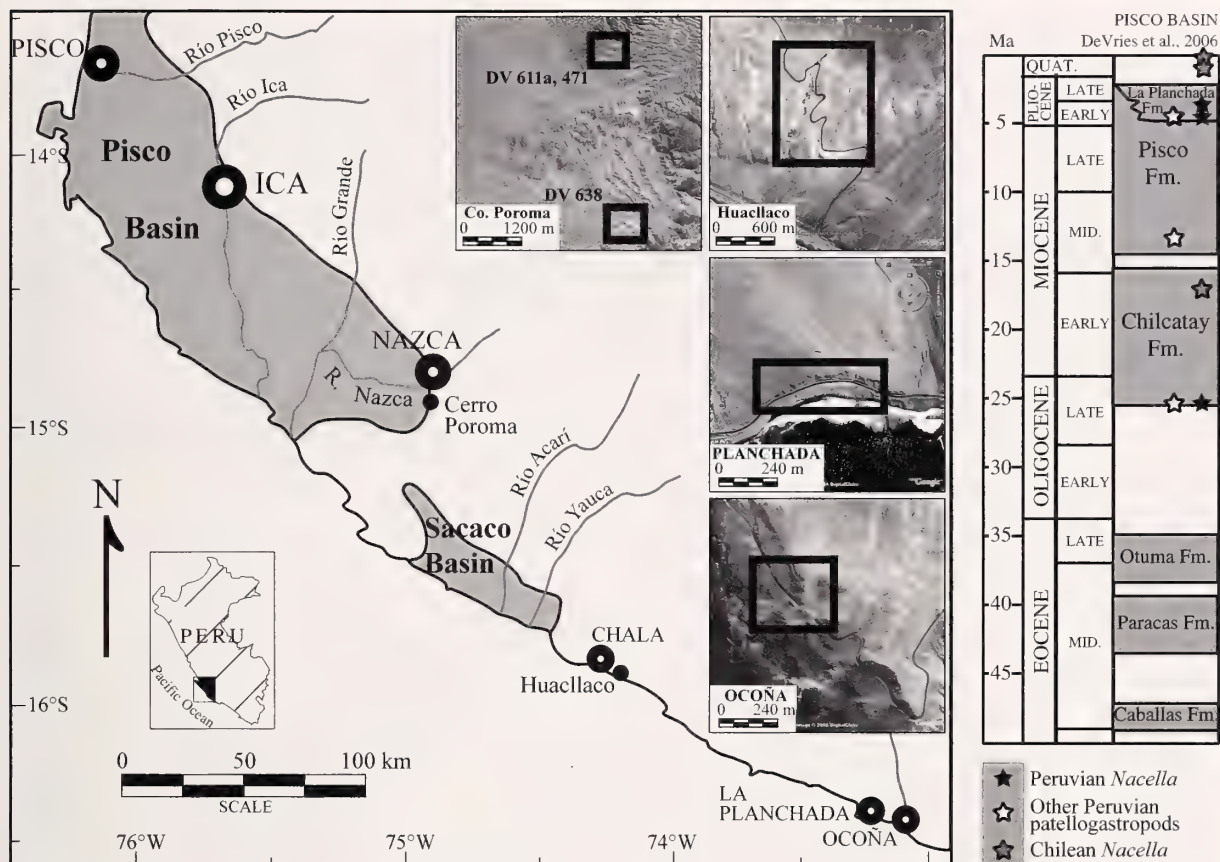 PISCO
Río Pisco
Río Ica
Río Grande
Pisco
Basin
ICA
NAZCA
R.
Nazca
Cerro
Poroma
Río Acarí
Río Yauca
Sacaco
Basin
CHALA
Huacllaco
LA
PLANCHADA
OCOÑA
14°S
15°S
16°S
76°W
75°W
74°W
N
PERU
Pacific Ocean
0 50 100 km
SCALE
DV 611a, 471
DV 638
Co. Poroma
0 1200 m
Huacllaco
0 600 m
PLANCHADA
0 240 m
Google
OCOÑA
0 240 m
PISCO BASIN
Ma
DeVries et al., 2006
QUAT.
PLIO-
CENE
LATE
EARLY
La Planchada
Fm.
5
MIOCENE
LATE
Pisco
Fm.
10
MID.
15
EARLY
Chilcatay
Fm.
20
25
OLIGOCENE
LATE
30
EARLY
35
EOCENE
LATE
Otuma Fm.
40
MID.
Paracas Fm.
45
Caballas Fm.
Peruvian Nacella
Other Peruvian
patellogastropods
Chilean Nacella